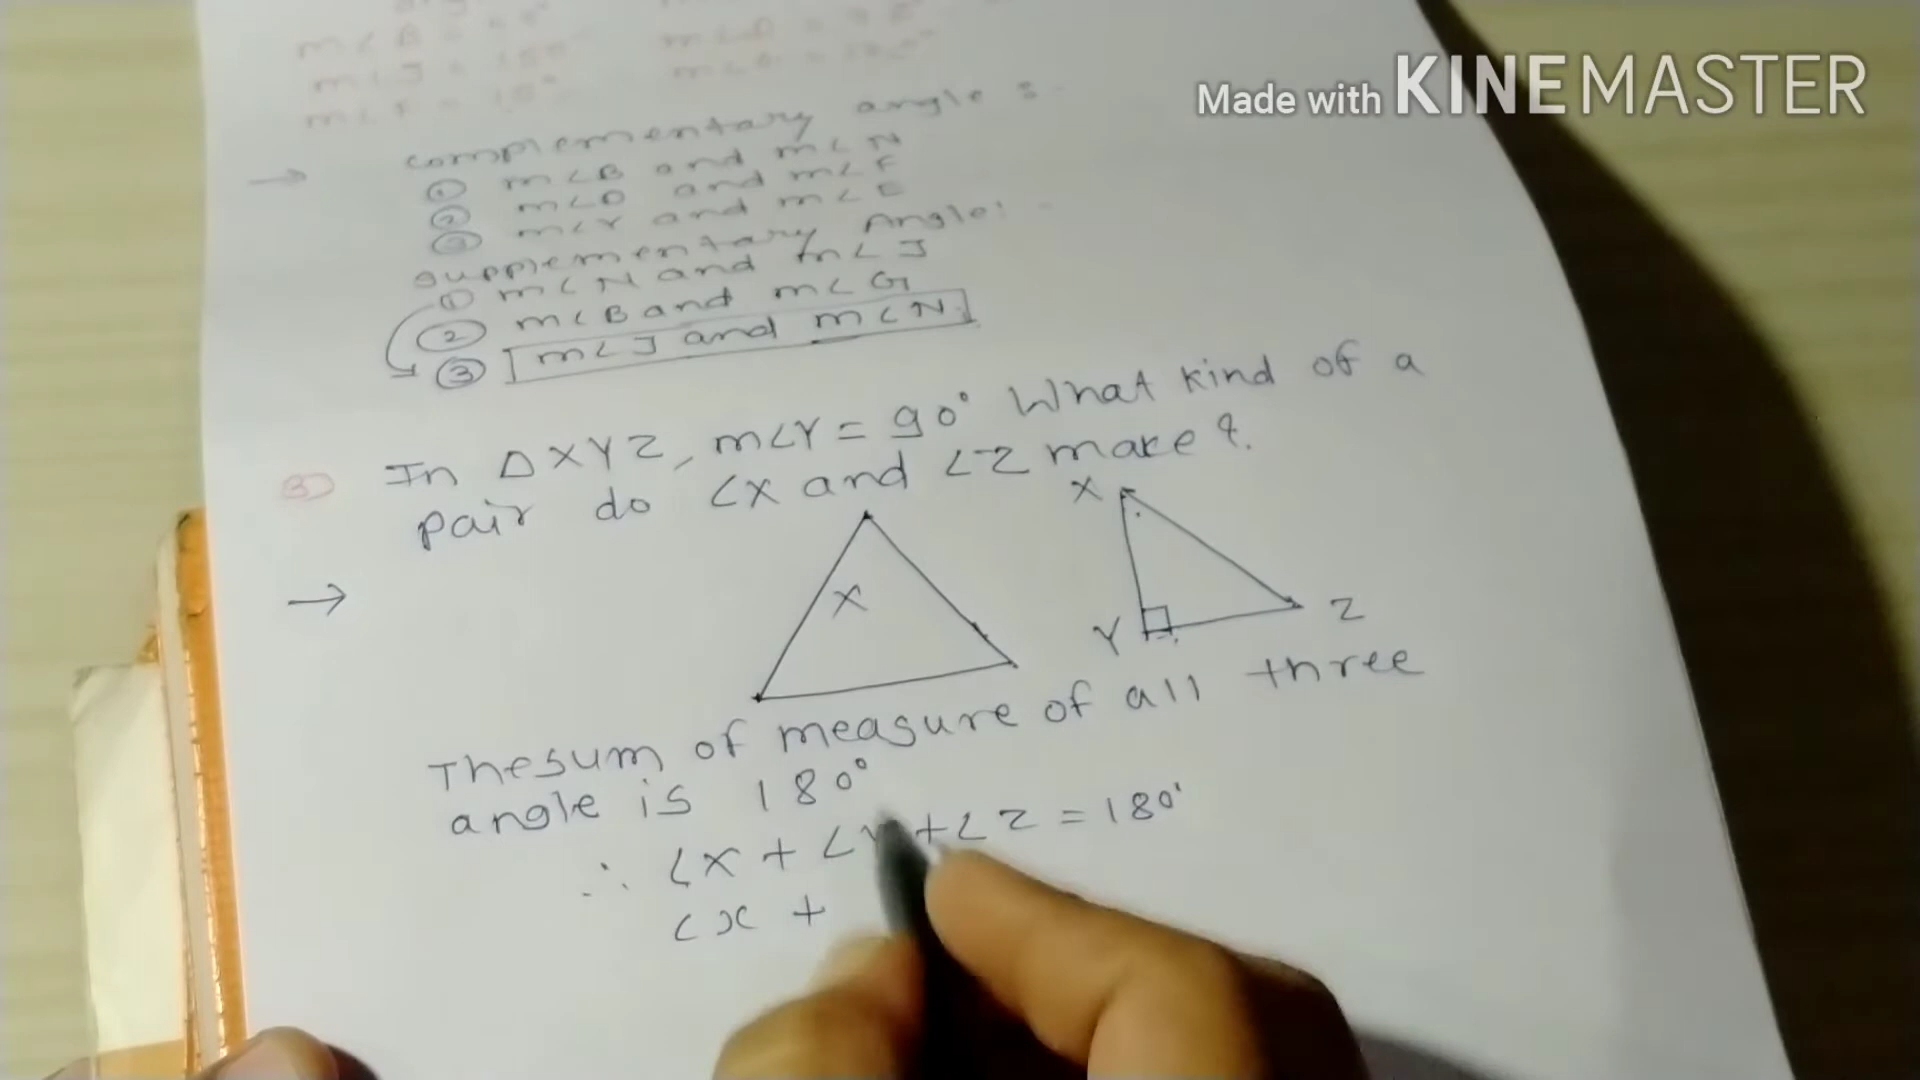 Made with KINEMASTER
complementary angles
① m∠B and m∠N
② m∠D and m∠F
③ m∠Y and m∠E
supplementary Angle:
① m∠N and m∠J
② m∠B and m∠G
③ m∠J and m∠N
3) In △XYZ, m∠Y = 90° What kind of a
pair do ∠X and ∠Z make?
X
X
Y
Z
The sum of measure of all three
angle is 180°
∴ ∠X + ∠Y + ∠Z = 180°
∠x +